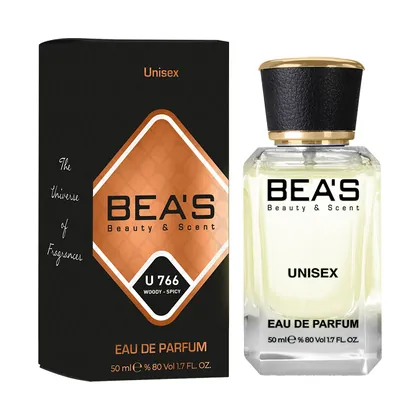 Unisex
The
Universe
of
Fragrances
BEA'S
Beauty & Scent
U 766
WOODY - SPICY
EAU DE PARFUM
50 ml ℮ % 80 Vol 1.7 FL. OZ.
BEA'S
Beauty & Scent
UNISEX
EAU DE PARFUM
50 ml ℮ % 80 Vol 1.7 FL. OZ.